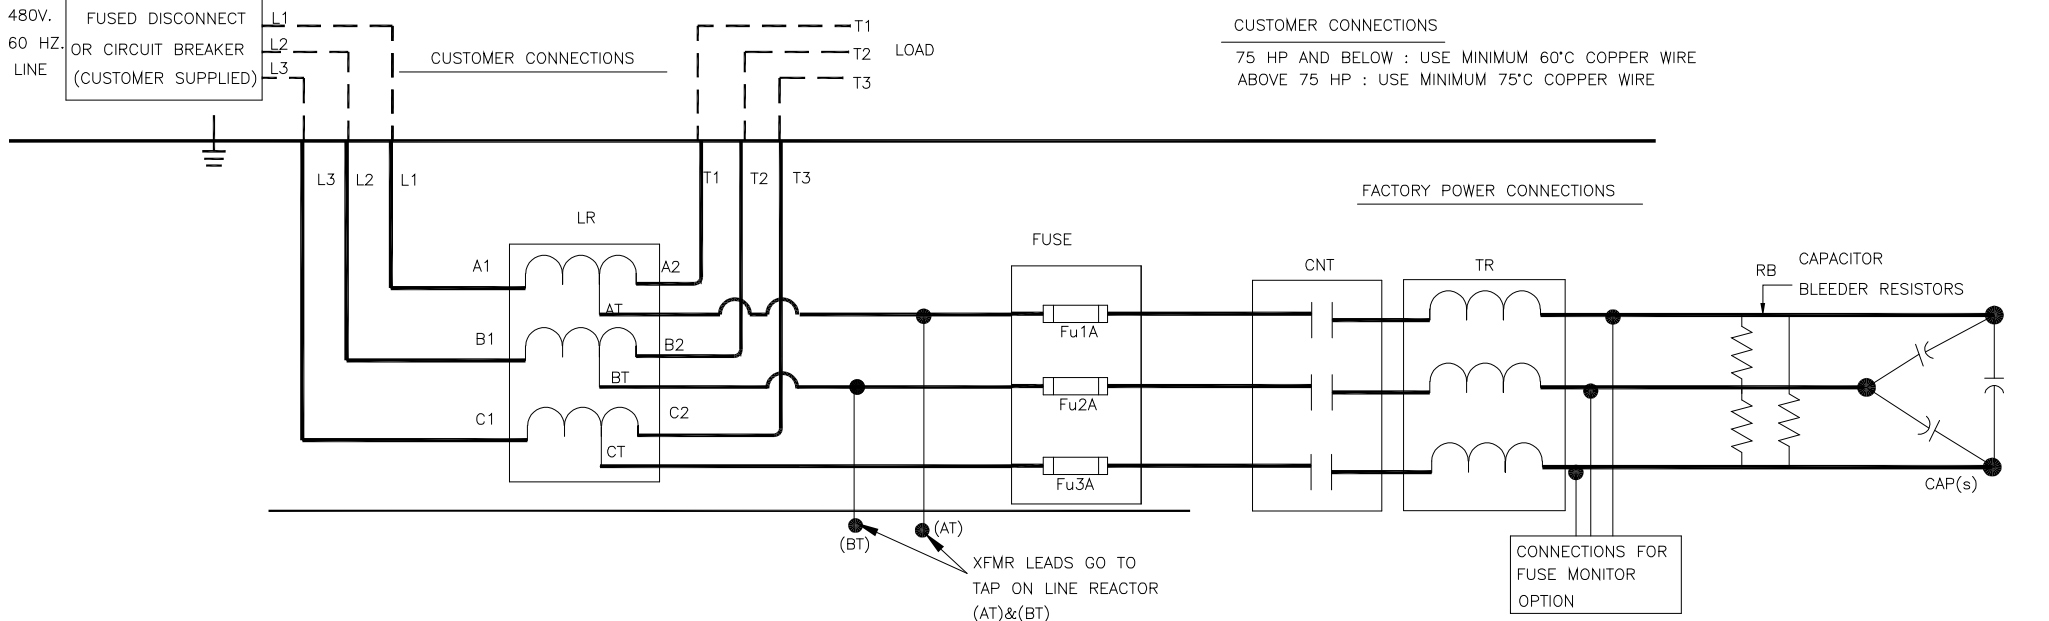 480V.
60 HZ.
LINE
FUSED DISCONNECT
OR CIRCUIT BREAKER
(CUSTOMER SUPPLIED)
L1
L2
L3
CUSTOMER CONNECTIONS
T1
T2
T3
LOAD
CUSTOMER CONNECTIONS
75 HP AND BELOW : USE MINIMUM 60°C COPPER WIRE
ABOVE 75 HP : USE MINIMUM 75°C COPPER WIRE
L3
L2
L1
T1
T2
T3
FACTORY POWER CONNECTIONS
LR
A1
A2
AT
B1
B2
BT
C1
C2
CT
FUSE
Fu1A
Fu2A
Fu3A
CNT
TR
RB
CAPACITOR
BLEEDER RESISTORS
CAP(s)
(BT)
(AT)
XFMR LEADS GO TO
TAP ON LINE REACTOR
(AT)&(BT)
CONNECTIONS FOR
FUSE MONITOR
OPTION